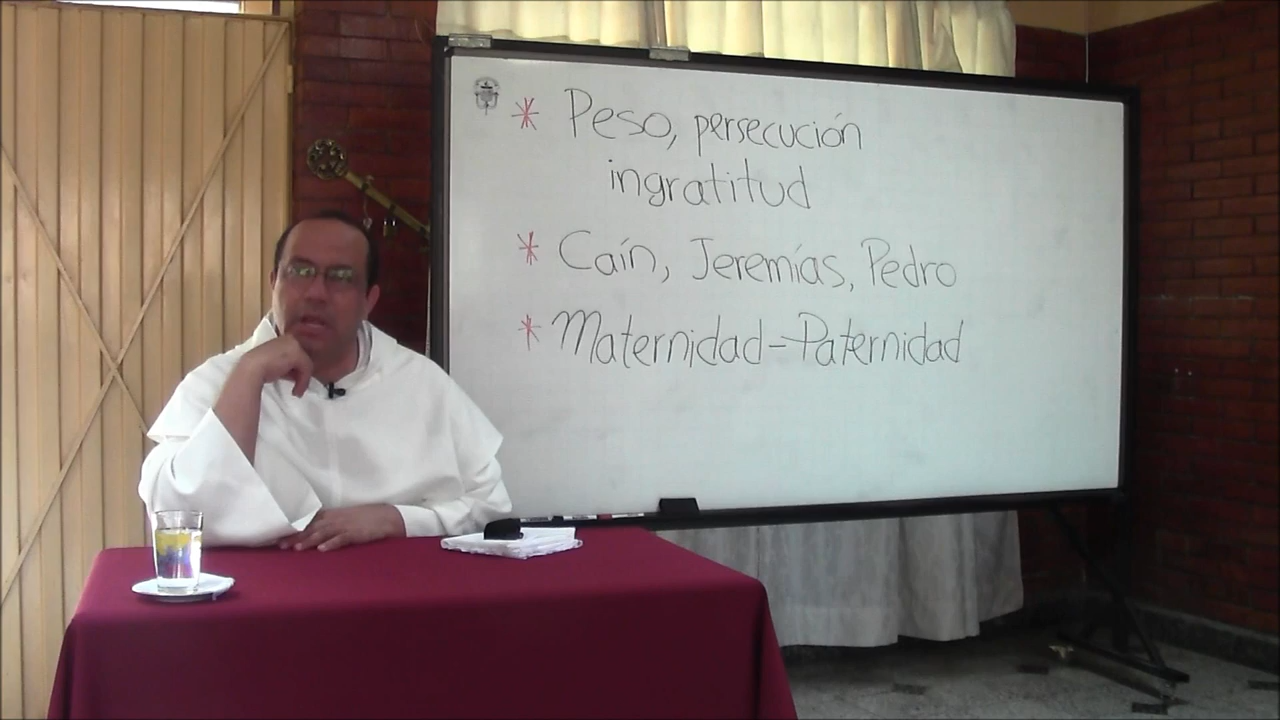 * Peso, persecución
ingratitud
* Caín, Jeremías, Pedro
* Maternidad-Paternidad